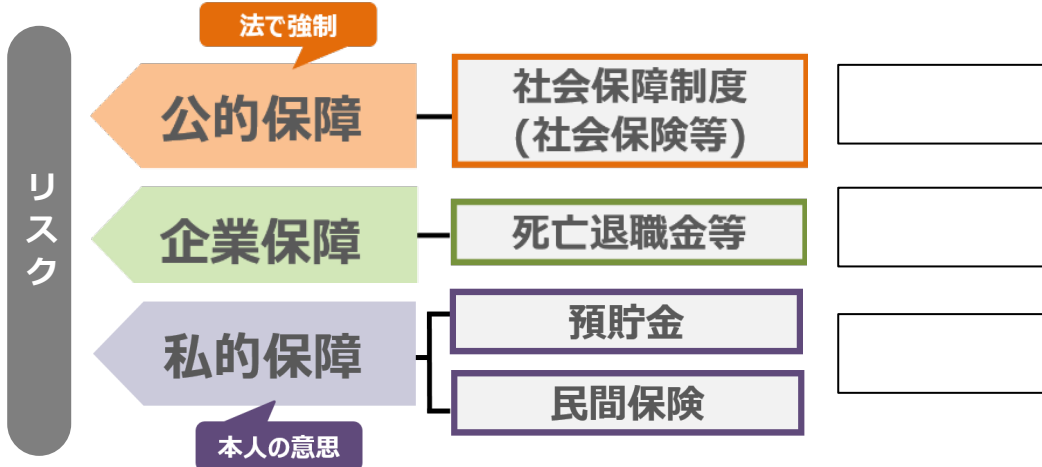 リスク
法で強制
公的保障
社会保障制度
(社会保険等)
企業保障
死亡退職金等
私的保障
預貯金
民間保険
本人の意思